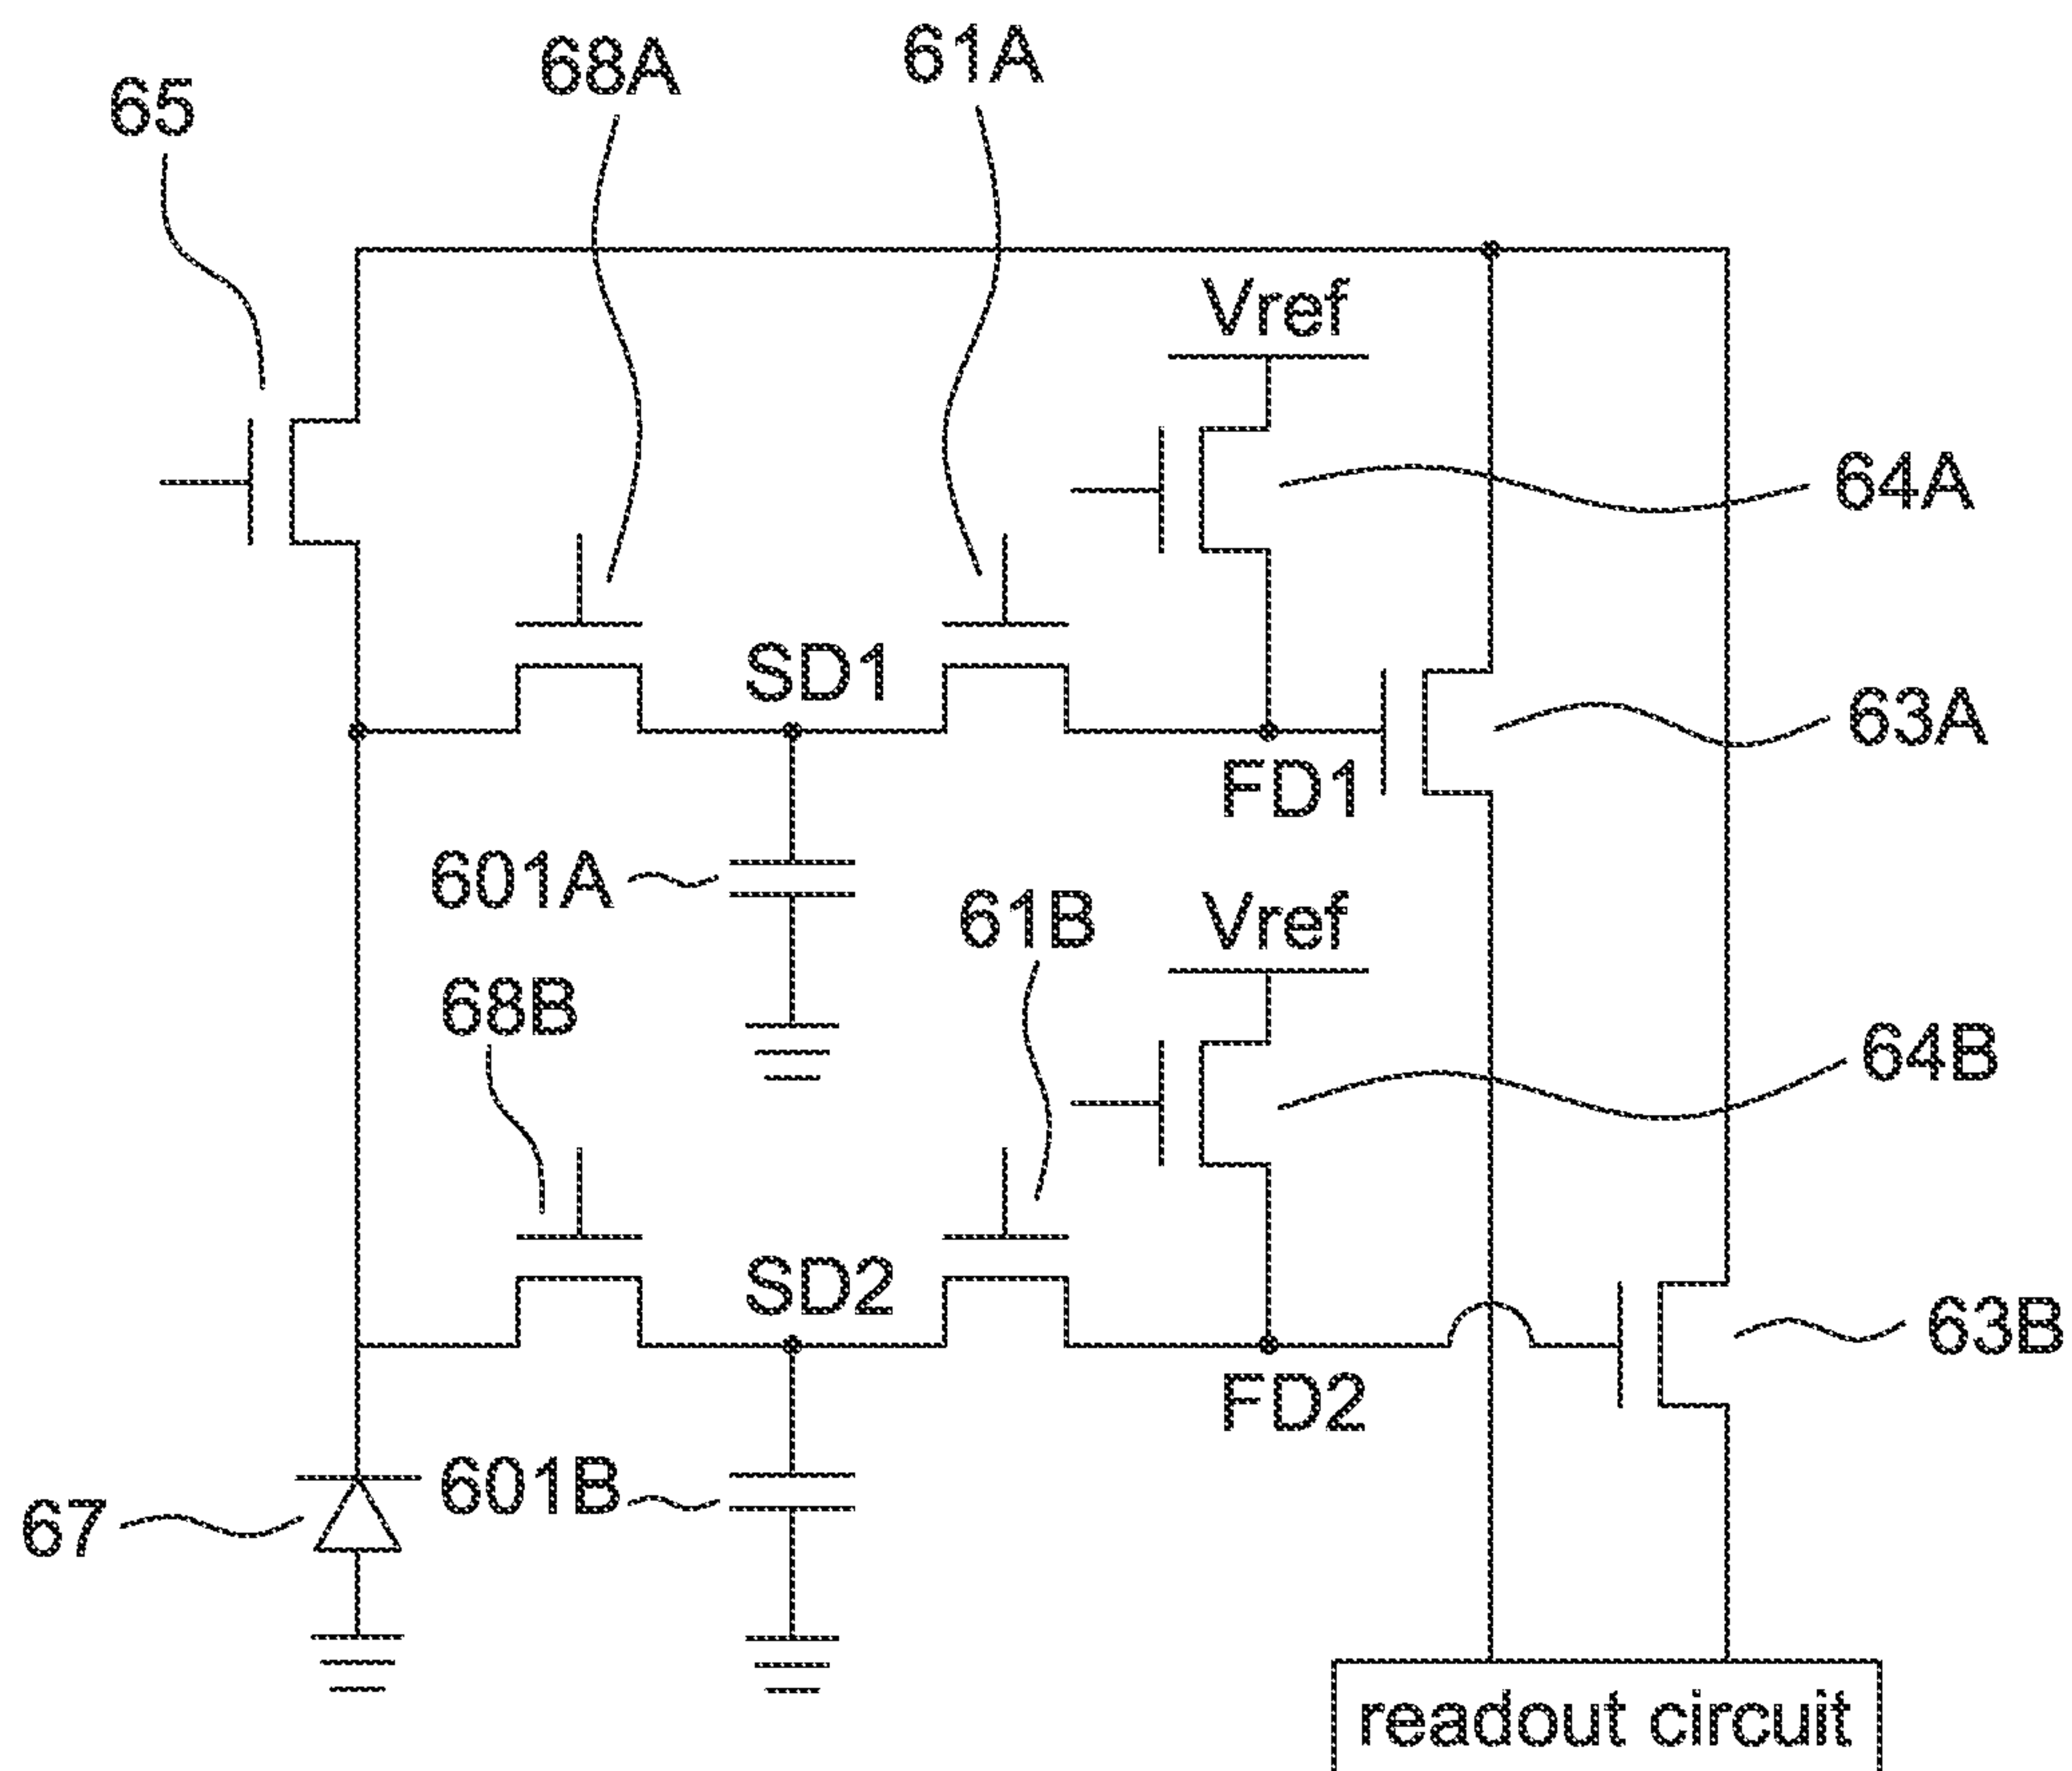 65
68A
61A
Vref
64A
SD1
63A
FD1
601A
61B
Vref
68B
64B
SD2
63B
FD2
601B
67
readout circuit